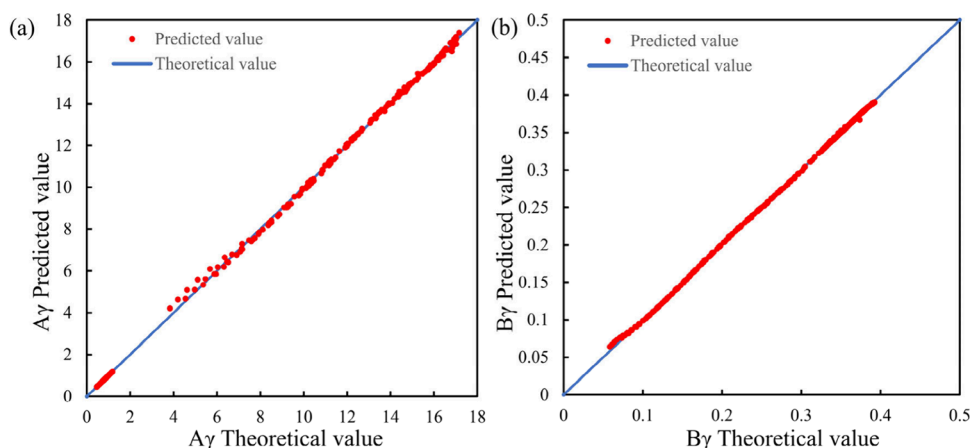 (a)
18
16
14
12
10
8
6
4
2
0
Aγ Predicted value
Predicted value
Theoretical value
0 2 4 6 8 10 12 14 16 18
Aγ Theoretical value
(b)
0.5
0.45
0.4
0.35
0.3
0.25
0.2
0.15
0.1
0.05
0
Bγ Predicted value
Predicted value
Theoretical value
0 0.1 0.2 0.3 0.4 0.5
Bγ Theoretical value